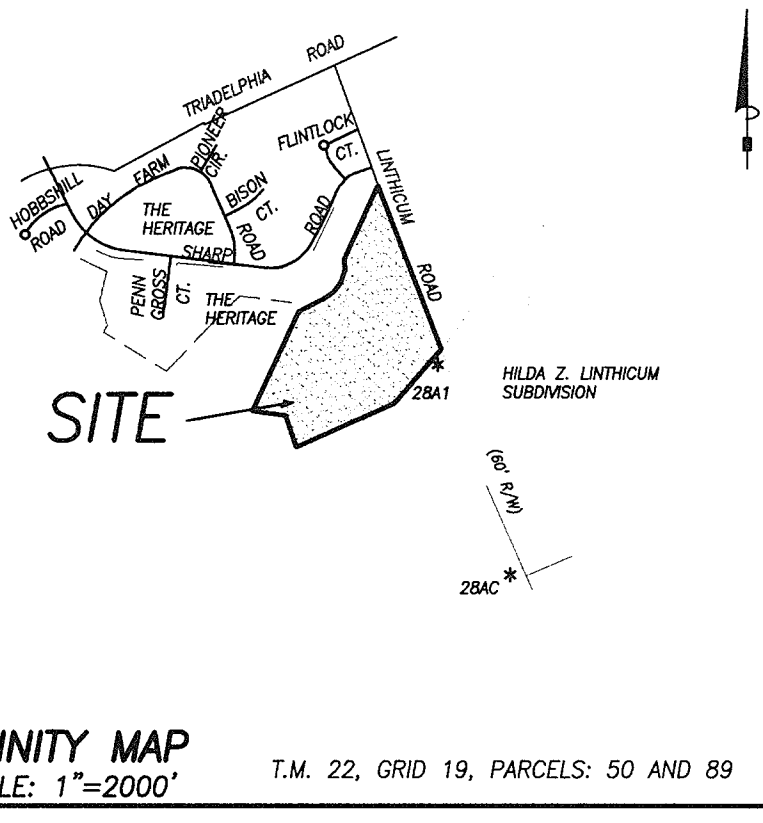 TRIADELPHIA ROAD
PIONEER
CIR.
FLINTLOCK
CT.
LINTHICUM
ROAD
HOBBSHILL
ROAD
DAY FARM
BISON
CT.
ROAD
THE
HERITAGE
SHARP
ROAD
PENN
GROSS
CT.
THE
HERITAGE
SITE
28A1
HILDA Z. LINTHICUM
SUBDIVISION
(60' R/W)
28AC
INITY MAP
LE: 1"=2000'
T.M. 22, GRID 19, PARCELS: 50 AND 89